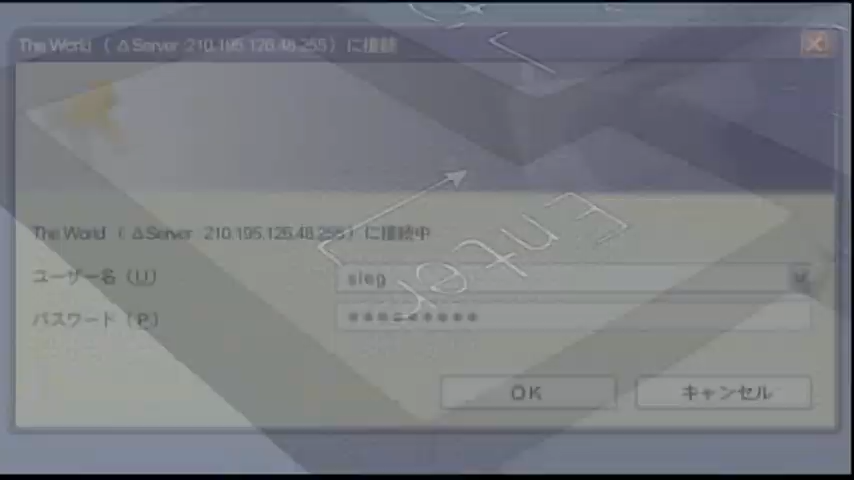 The World ( ΔServer 210.195.126.48.255) に接続
The World ( ΔServer 210.195.126.48.255) に接続中
ユーザー名 (U)
sieg
パスワード (P)
*********
Enter
OK
キャンセル